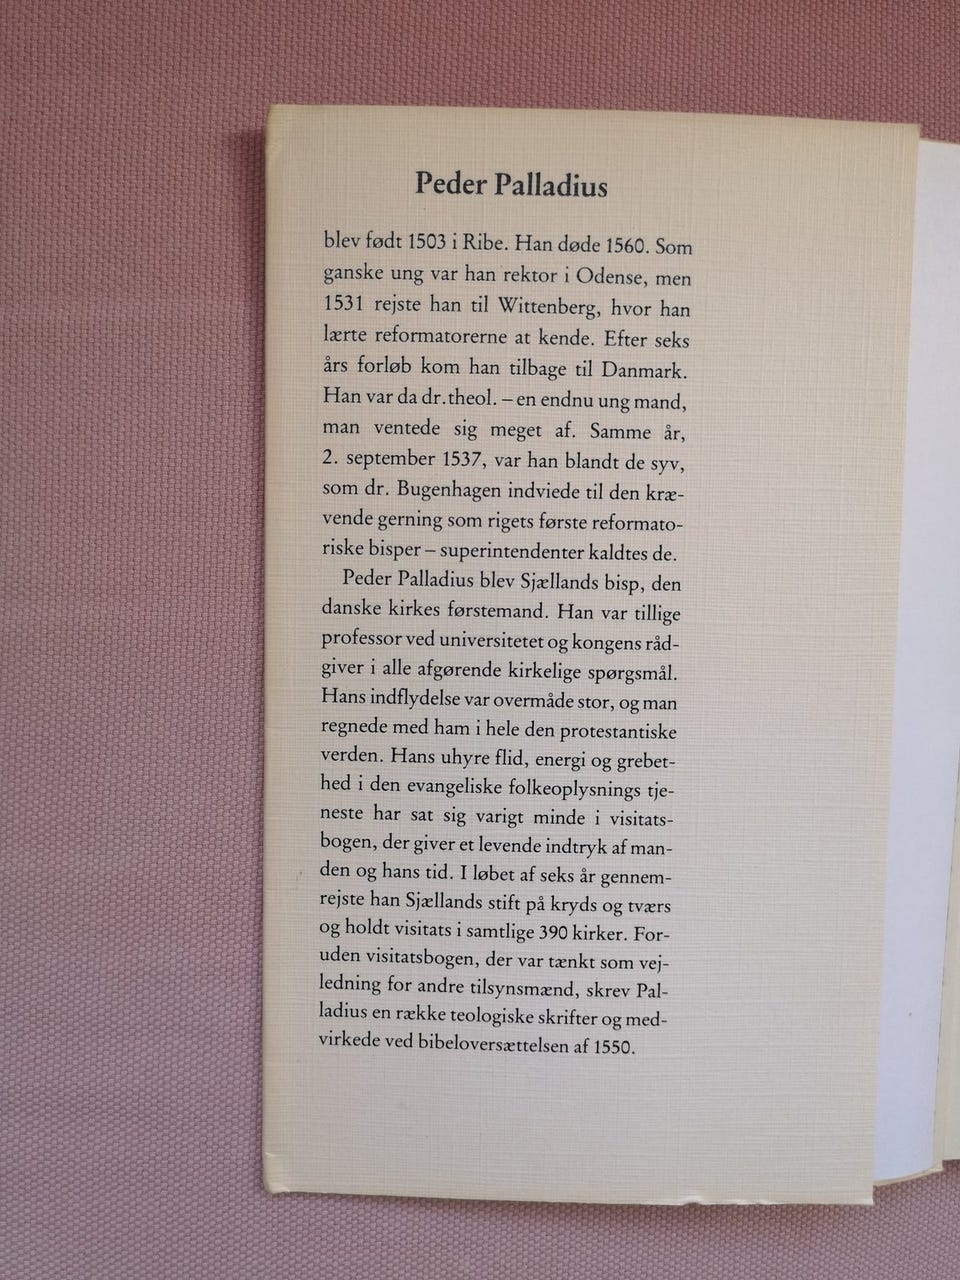 Peder Palladius
blev født 1503 i Ribe. Han døde 1560. Som
ganske ung var han rektor i Odense, men
1531 rejste han til Wittenberg, hvor han
lærte reformatorerne at kende. Efter seks
års forløb kom han tilbage til Danmark.
Han var da dr.theol. – en endnu ung mand,
man ventede sig meget af. Samme år,
2. september 1537, var han blandt de syv,
som dr. Bugenhagen indviede til den kræ-
vende gerning som rigets første reformato-
riske bisper – superintendenter kaldtes de.
Peder Palladius blev Sjællands bisp, den
danske kirkes førstemand. Han var tillige
professor ved universitetet og kongens råd-
giver i alle afgørende kirkelige spørgsmål.
Hans indflydelse var overmåde stor, og man
regnede med ham i hele den protestantiske
verden. Hans uhyre flid, energi og grebet-
hed i den evangeliske folkeoplysnings tje-
neste har sat sig varigt minde i visitats-
bogen, der giver et levende indtryk af man-
den og hans tid. I løbet af seks år gennem-
rejste han Sjællands stift på kryds og tværs
og holdt visitats i samtlige 390 kirker. For-
uden visitatsbogen, der var tænkt som vej-
ledning for andre tilsynsmænd, skrev Pal-
ladius en række teologiske skrifter og med-
virkede ved bibeloversættelsen af 1550.